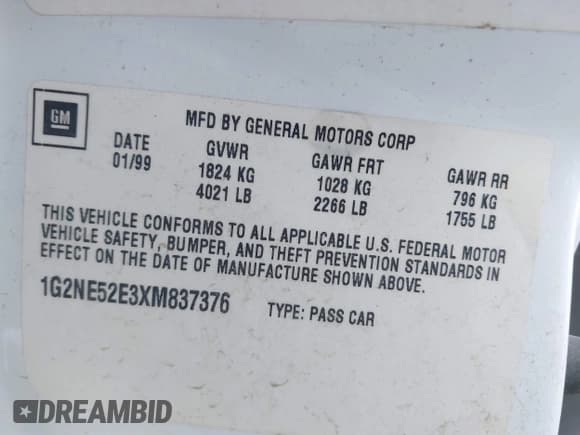 GM
MFD BY GENERAL MOTORS CORP
DATE GVWR GAWR FRT GAWR RR
01/99 1824 KG 1028 KG 796 KG
4021 LB 2266 LB 1755 LB
THIS VEHICLE CONFORMS TO ALL APPLICABLE U.S. FEDERAL MOTOR
VEHICLE SAFETY, BUMPER, AND THEFT PREVENTION STANDARDS IN
EFFECT ON THE DATE OF MANUFACTURE SHOWN ABOVE.
1G2NE52E3XM837376 TYPE: PASS CAR
DREAMBID